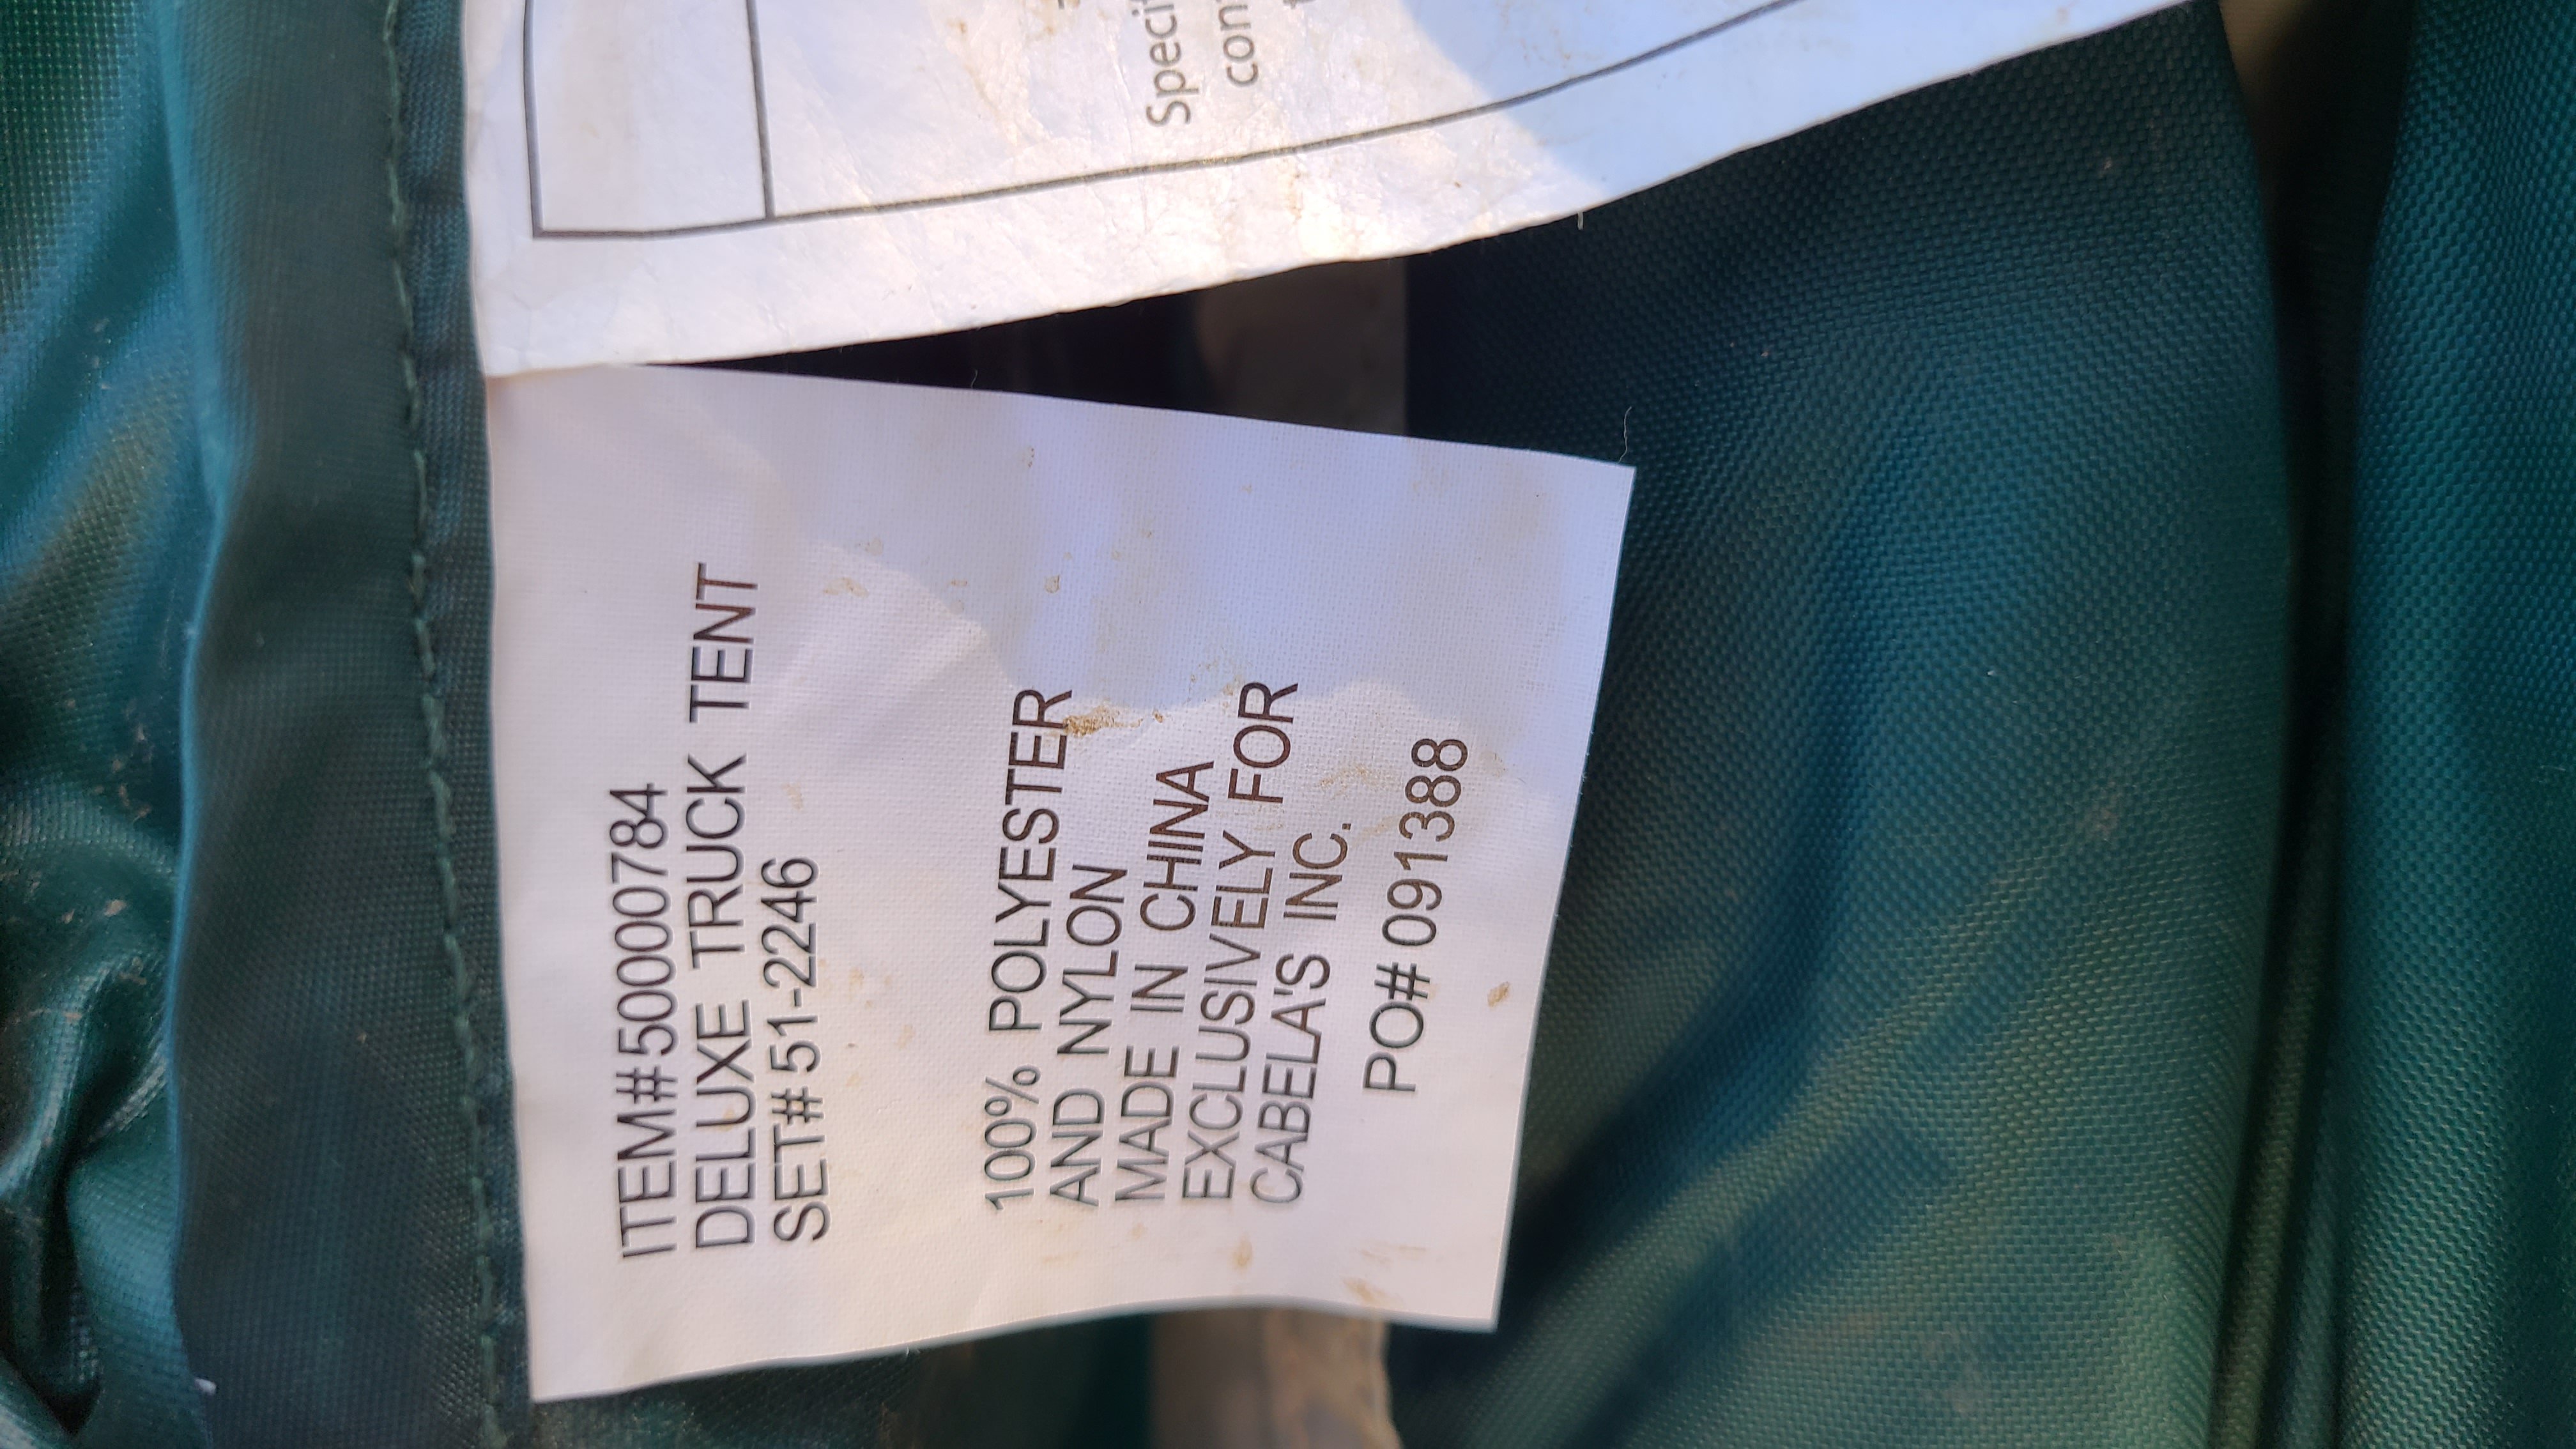 ITEM#50000784
DELUXE TRUCK TENT
SET# 51-2246
100% POLYESTER
AND NYLON
MADE IN CHINA
EXCLUSIVELY FOR
CABELA'S INC.
PO# 091388